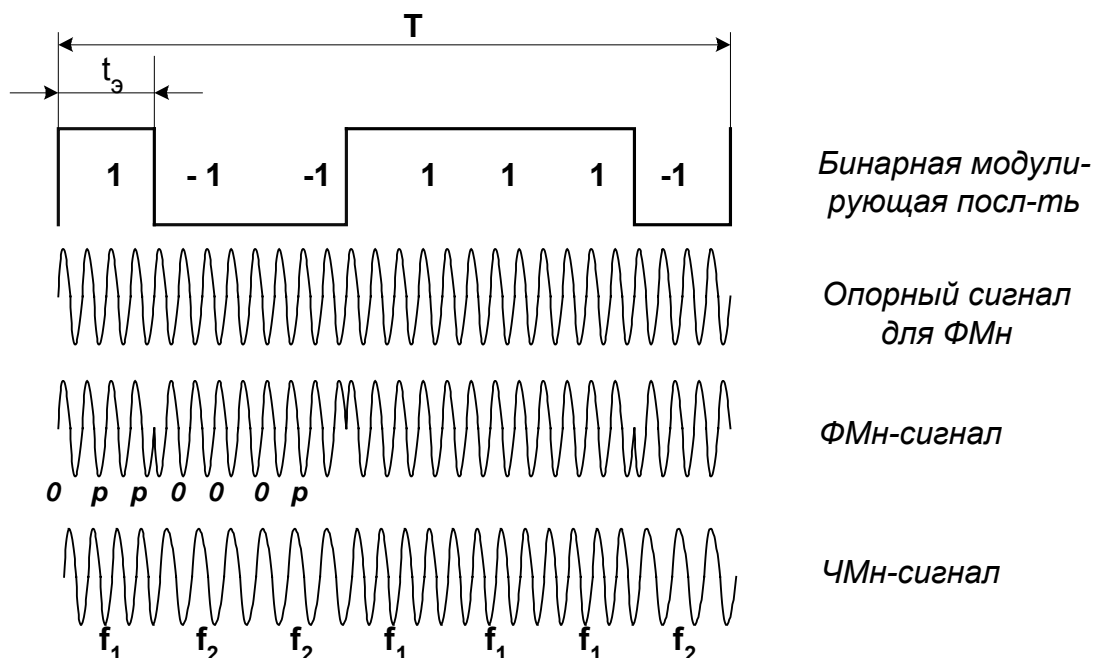 T
tэ
1 - 1 -1 1 1 1 -1
Бинарная модули-
рующая посл-ть
Опорный сигнал
для ФМн
ФМн-сигнал
0 p p 0 0 0 p
ЧМн-сигнал
f1 f2 f2 f1 f1 f1 f2